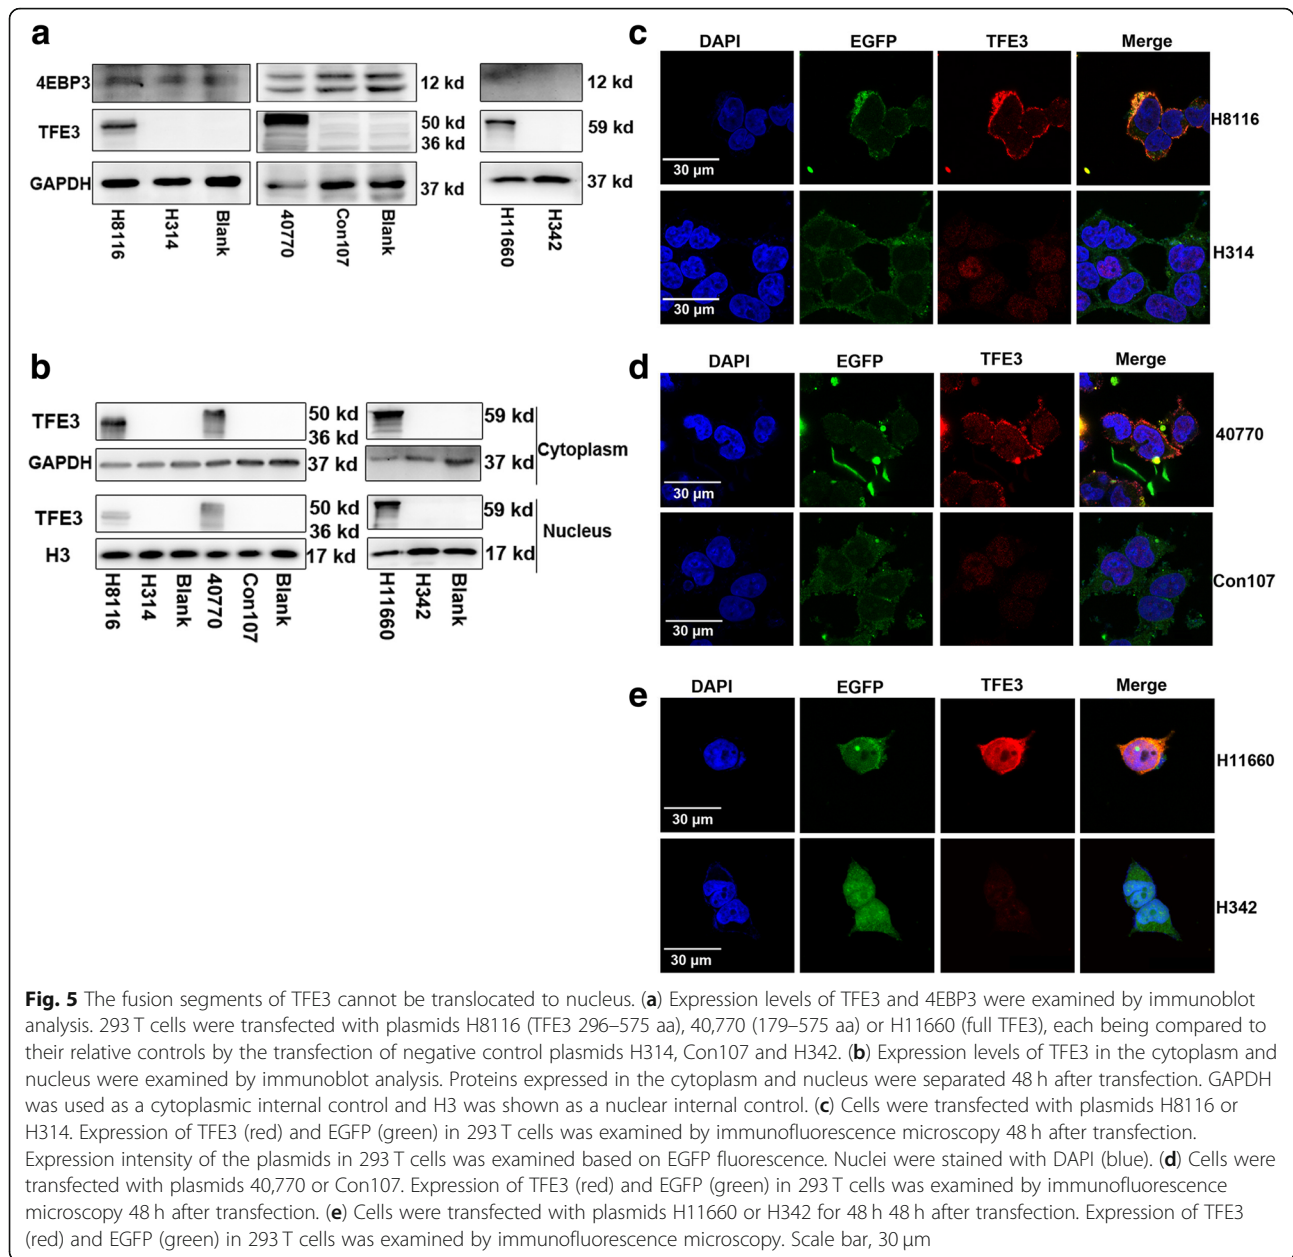 a
4EBP3
12 kd
12 kd
TFE3
50 kd
36 kd
59 kd
GAPDH
37 kd
37 kd
H8116
H314
Blank
40770
Con107
Blank
H11660
H342
b
TFE3
50 kd
36 kd
59 kd
GAPDH
37 kd
37 kd
Cytoplasm
TFE3
50 kd
36 kd
59 kd
Nucleus
H3
17 kd
17 kd
H8116
H314
Blank
40770
Con107
Blank
H11660
H342
Blank
c
DAPI EGFP TFE3 Merge
30 µm
H8116
30 µm
H314
d
DAPI EGFP TFE3 Merge
30 µm
40770
30 µm
Con107
e
DAPI EGFP TFE3 Merge
30 µm
H11660
30 µm
H342
Fig. 5 The fusion segments of TFE3 cannot be translocated to nucleus. (a) Expression levels of TFE3 and 4EBP3 were examined by immunoblot
analysis. 293 T cells were transfected with plasmids H8116 (TFE3 296–575 aa), 40,770 (179–575 aa) or H11660 (full TFE3), each being compared to
their relative controls by the transfection of negative control plasmids H314, Con107 and H342. (b) Expression levels of TFE3 in the cytoplasm and
nucleus were examined by immunoblot analysis. Proteins expressed in the cytoplasm and nucleus were separated 48 h after transfection. GAPDH
was used as a cytoplasmic internal control and H3 was shown as a nuclear internal control. (c) Cells were transfected with plasmids H8116 or
H314. Expression of TFE3 (red) and EGFP (green) in 293 T cells was examined by immunofluorescence microscopy 48 h after transfection.
Expression intensity of the plasmids in 293 T cells was examined based on EGFP fluorescence. Nuclei were stained with DAPI (blue). (d) Cells were
transfected with plasmids 40,770 or Con107. Expression of TFE3 (red) and EGFP (green) in 293 T cells was examined by immunofluorescence
microscopy 48 h after transfection. (e) Cells were transfected with plasmids H11660 or H342 for 48 h 48 h after transfection. Expression of TFE3
(red) and EGFP (green) in 293 T cells was examined by immunofluorescence microscopy. Scale bar, 30 µm